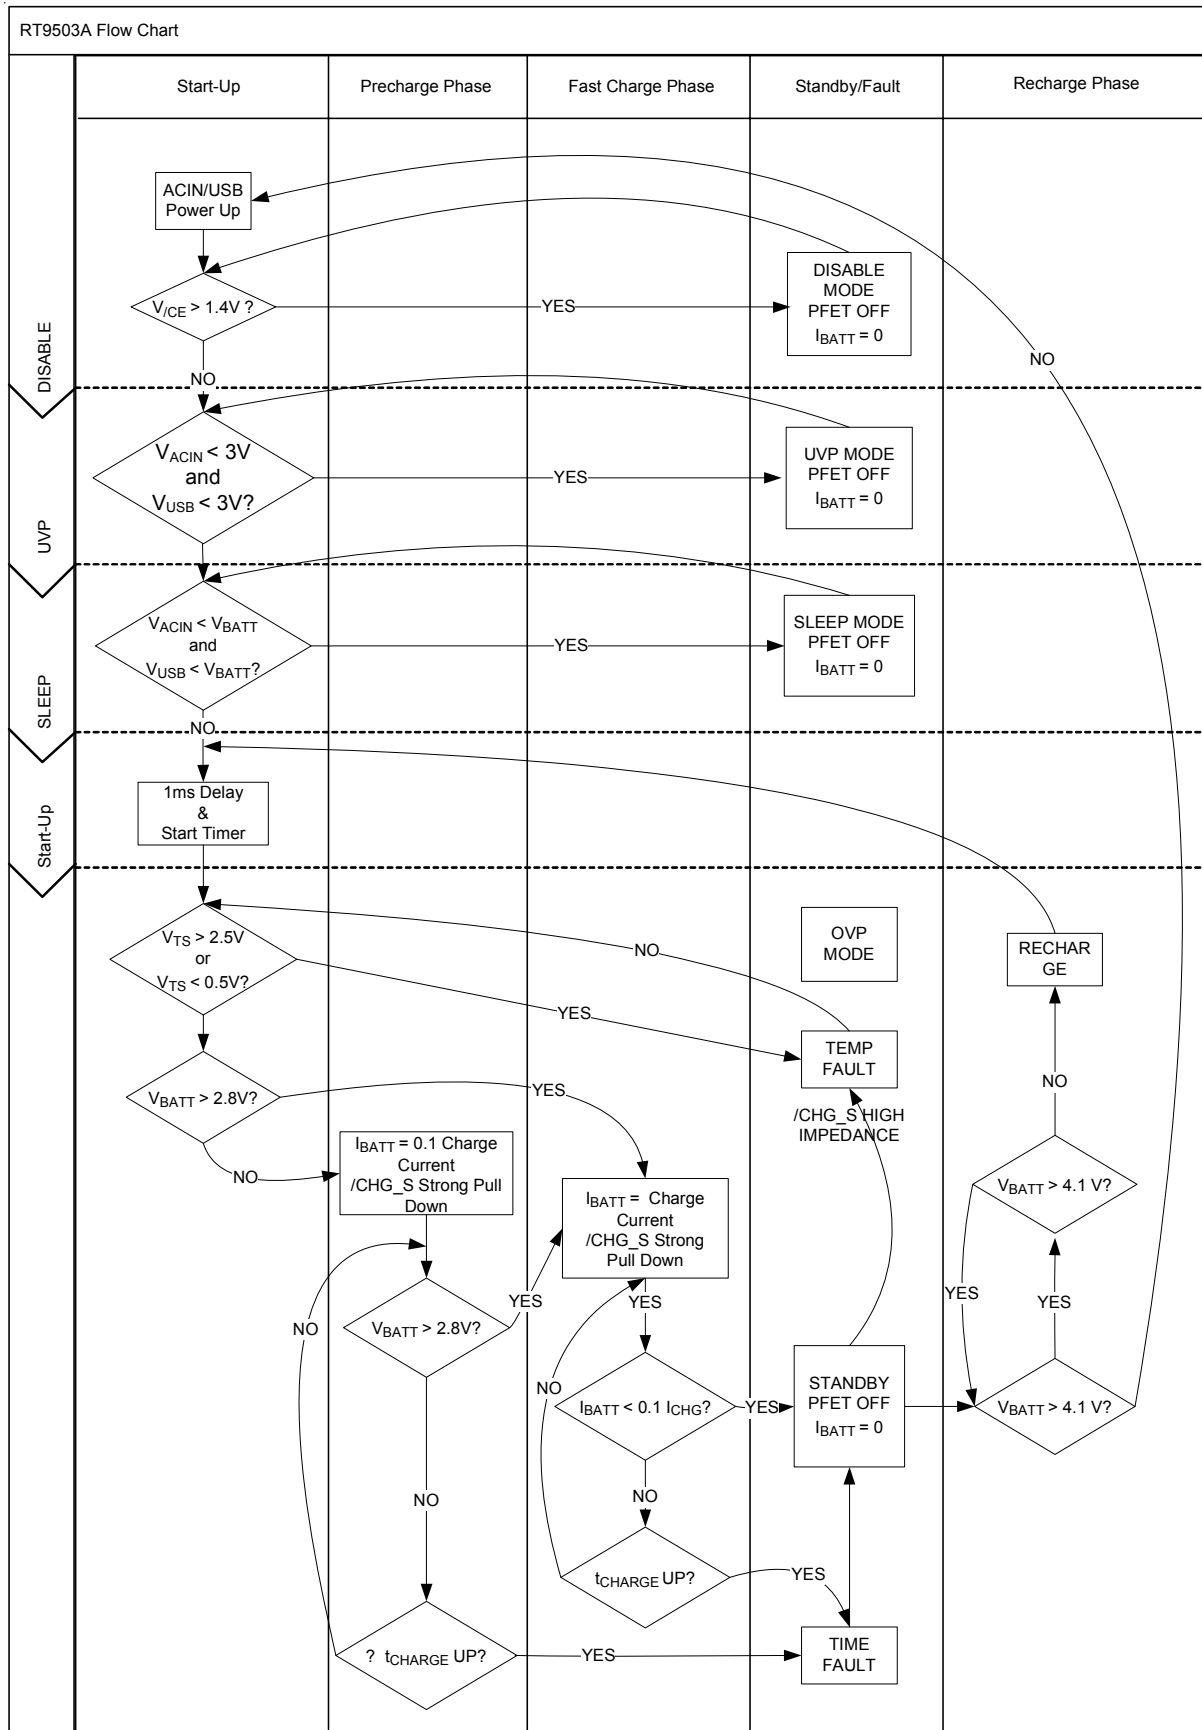 RT9503A Flow Chart
Start-Up
Precharge Phase
Fast Charge Phase
Standby/Fault
Recharge Phase
DISABLE
UVP
SLEEP
Start-Up
ACIN/USB
Power Up
V/CE > 1.4V ?
YES
DISABLE
MODE
PFET OFF
IBATT = 0
NO
NO
VACIN < 3V
and
VUSB < 3V?
YES
UVP MODE
PFET OFF
IBATT = 0
VACIN < VBATT
and
VUSB < VBATT?
YES
SLEEP MODE
PFET OFF
IBATT = 0
NO
1ms Delay
&
Start Timer
VTS > 2.5V
or
VTS < 0.5V?
NO
YES
OVP
MODE
RECHAR
GE
TEMP
FAULT
/CHG_S HIGH
IMPEDANCE
NO
VBATT > 2.8V?
YES
NO
IBATT = 0.1 Charge
Current
/CHG_S Strong Pull
Down
IBATT = Charge
Current
/CHG_S Strong
Pull Down
VBATT > 4.1 V?
YES
YES
NO
VBATT > 2.8V?
YES
YES
NO
IBATT < 0.1 ICHG?
YES
STANDBY
PFET OFF
IBATT = 0
VBATT > 4.1 V?
NO
NO
tCHARGE UP?
YES
? tCHARGE UP?
YES
TIME
FAULT